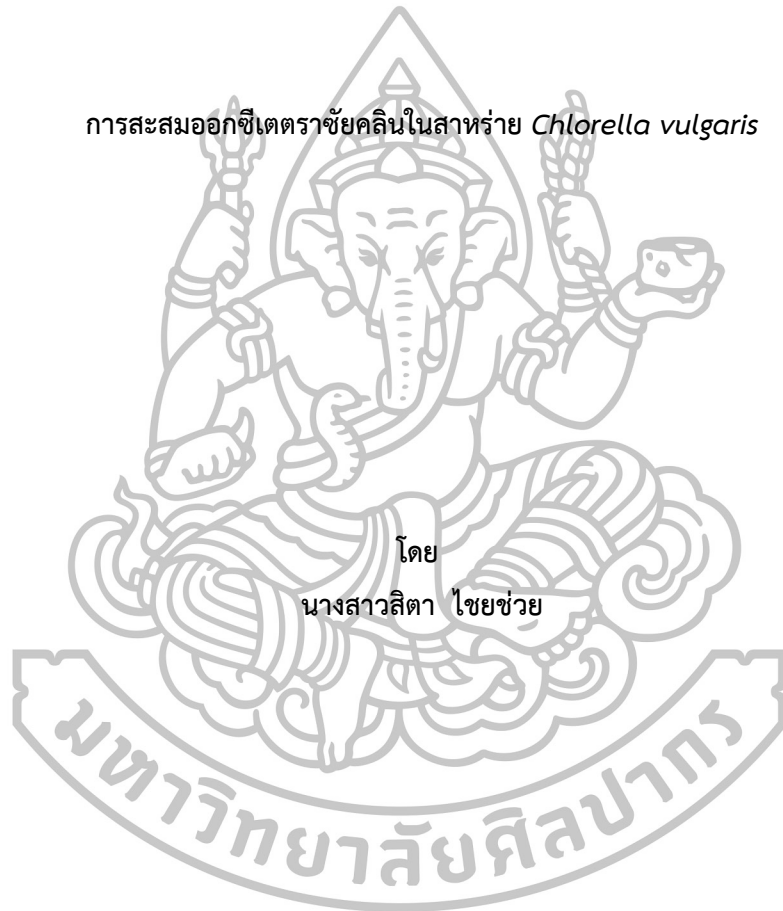 การสะสมออกซีเตตราซัยคลินในสาหร่าย Chlorella vulgaris
โดย
นางสาวสิตา ไชยช่วย
มหาวิทยาลัยศิลปากร